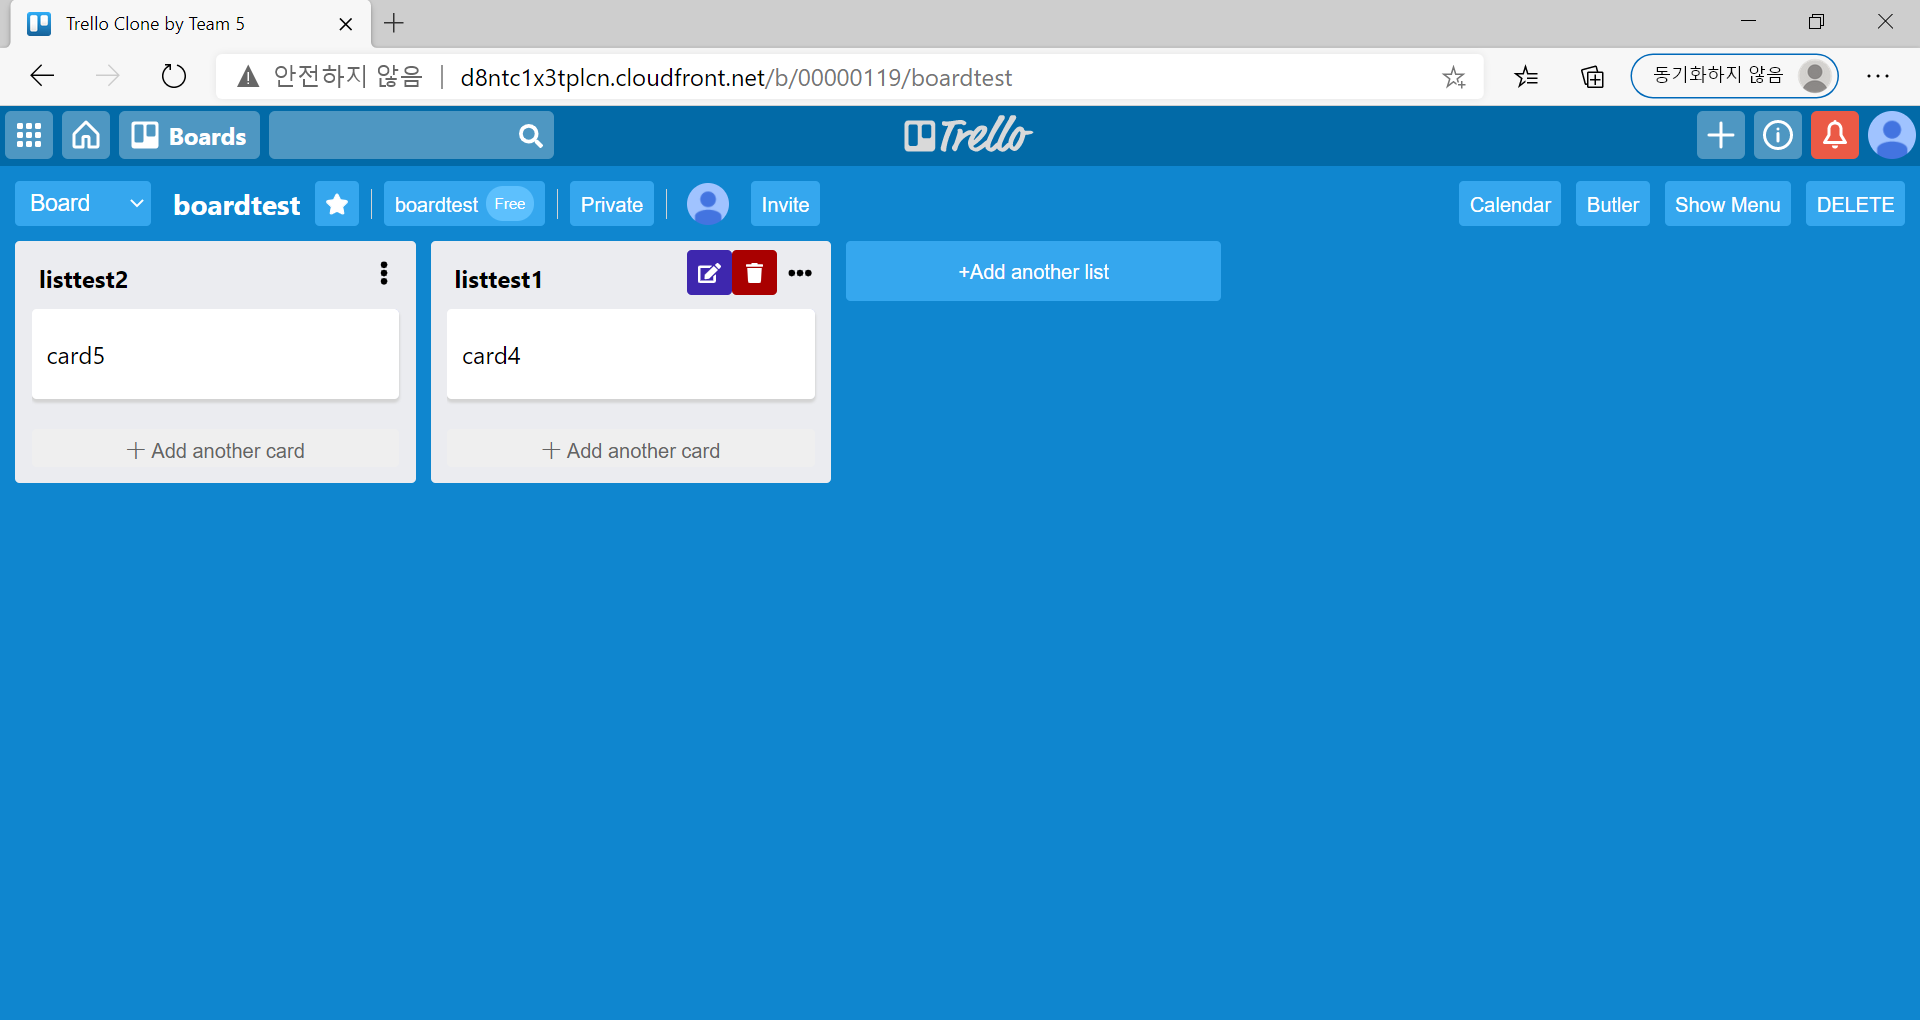 Trello Clone by Team 5
안전하지 않음 d8ntc1x3tplcn.cloudfront.net/b/00000119/boardtest
동기화하지 않음
Boards
Trello
Board
boardtest
boardtest Free
Private
Invite
Calendar
Butler
Show Menu
DELETE
listtest2
card5
+ Add another card
listtest1
card4
+ Add another card
+Add another list